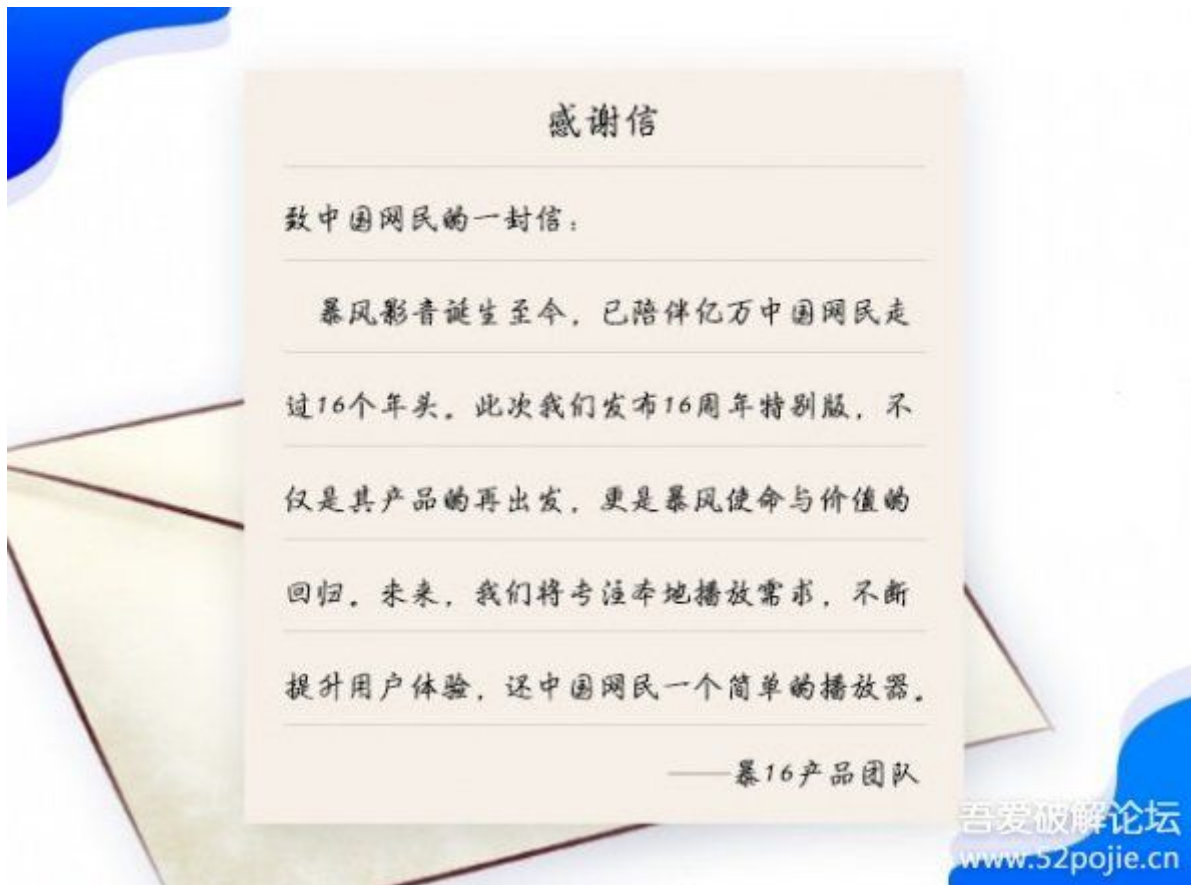 感谢信
致中国网民的一封信：
暴风影音诞生至今，已陪伴亿万中国网民走
过16个年头。此次我们发布16周年特别版，不
仅是其产品的再出发，更是暴风使命与价值的
回归。未来，我们将专注本地播放需求，不断
提升用户体验，还中国网民一个简单的播放器。
——暴16产品团队
吾爱破解论坛
www.52pojie.cn